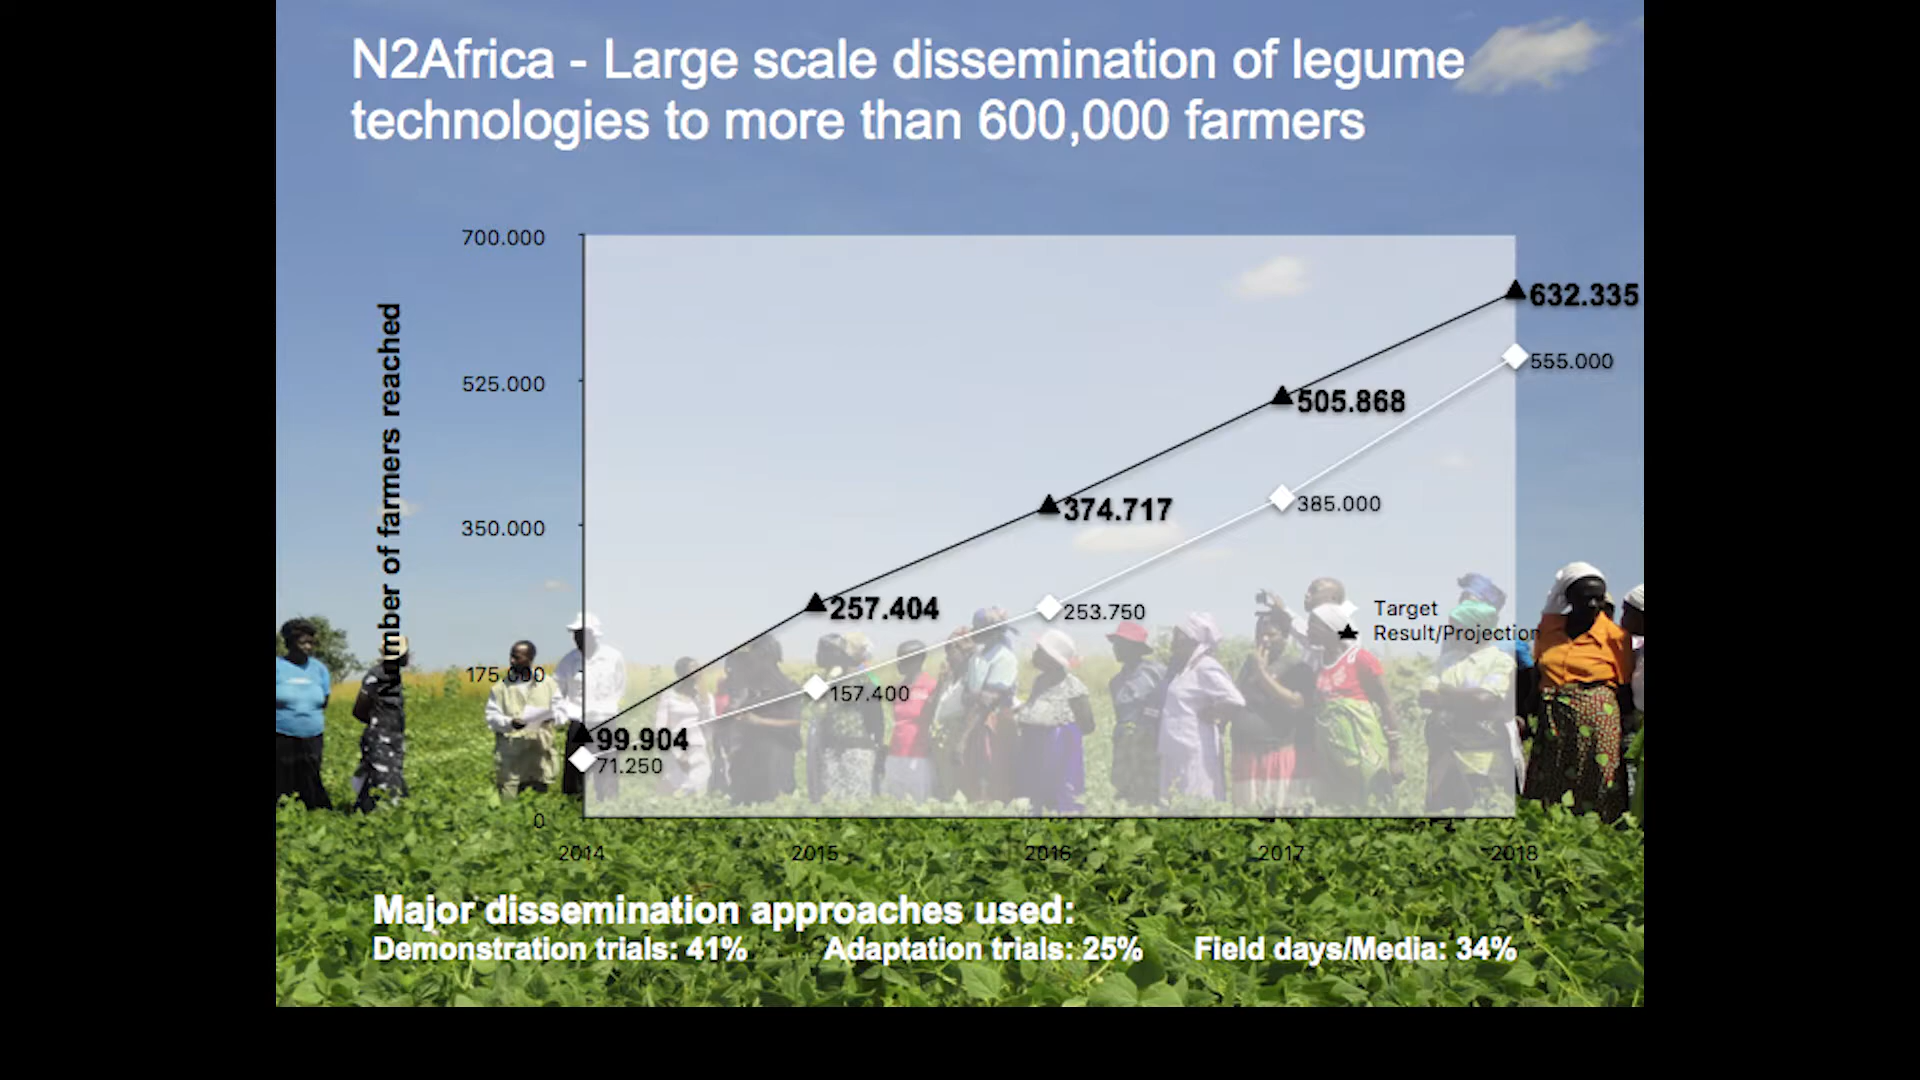 N2Africa - Large scale dissemination of legume
technologies to more than 600,000 farmers
Number of farmers reached
700.000
525.000
350.000
175.000
0
632.335
555.000
505.868
385.000
374.717
253.750
257.404
157.400
99.904
71.250
Target
Result/Projection
2014 2015 2016 2017 2018
Major dissemination approaches used:
Demonstration trials: 41% Adaptation trials: 25% Field days/Media: 34%